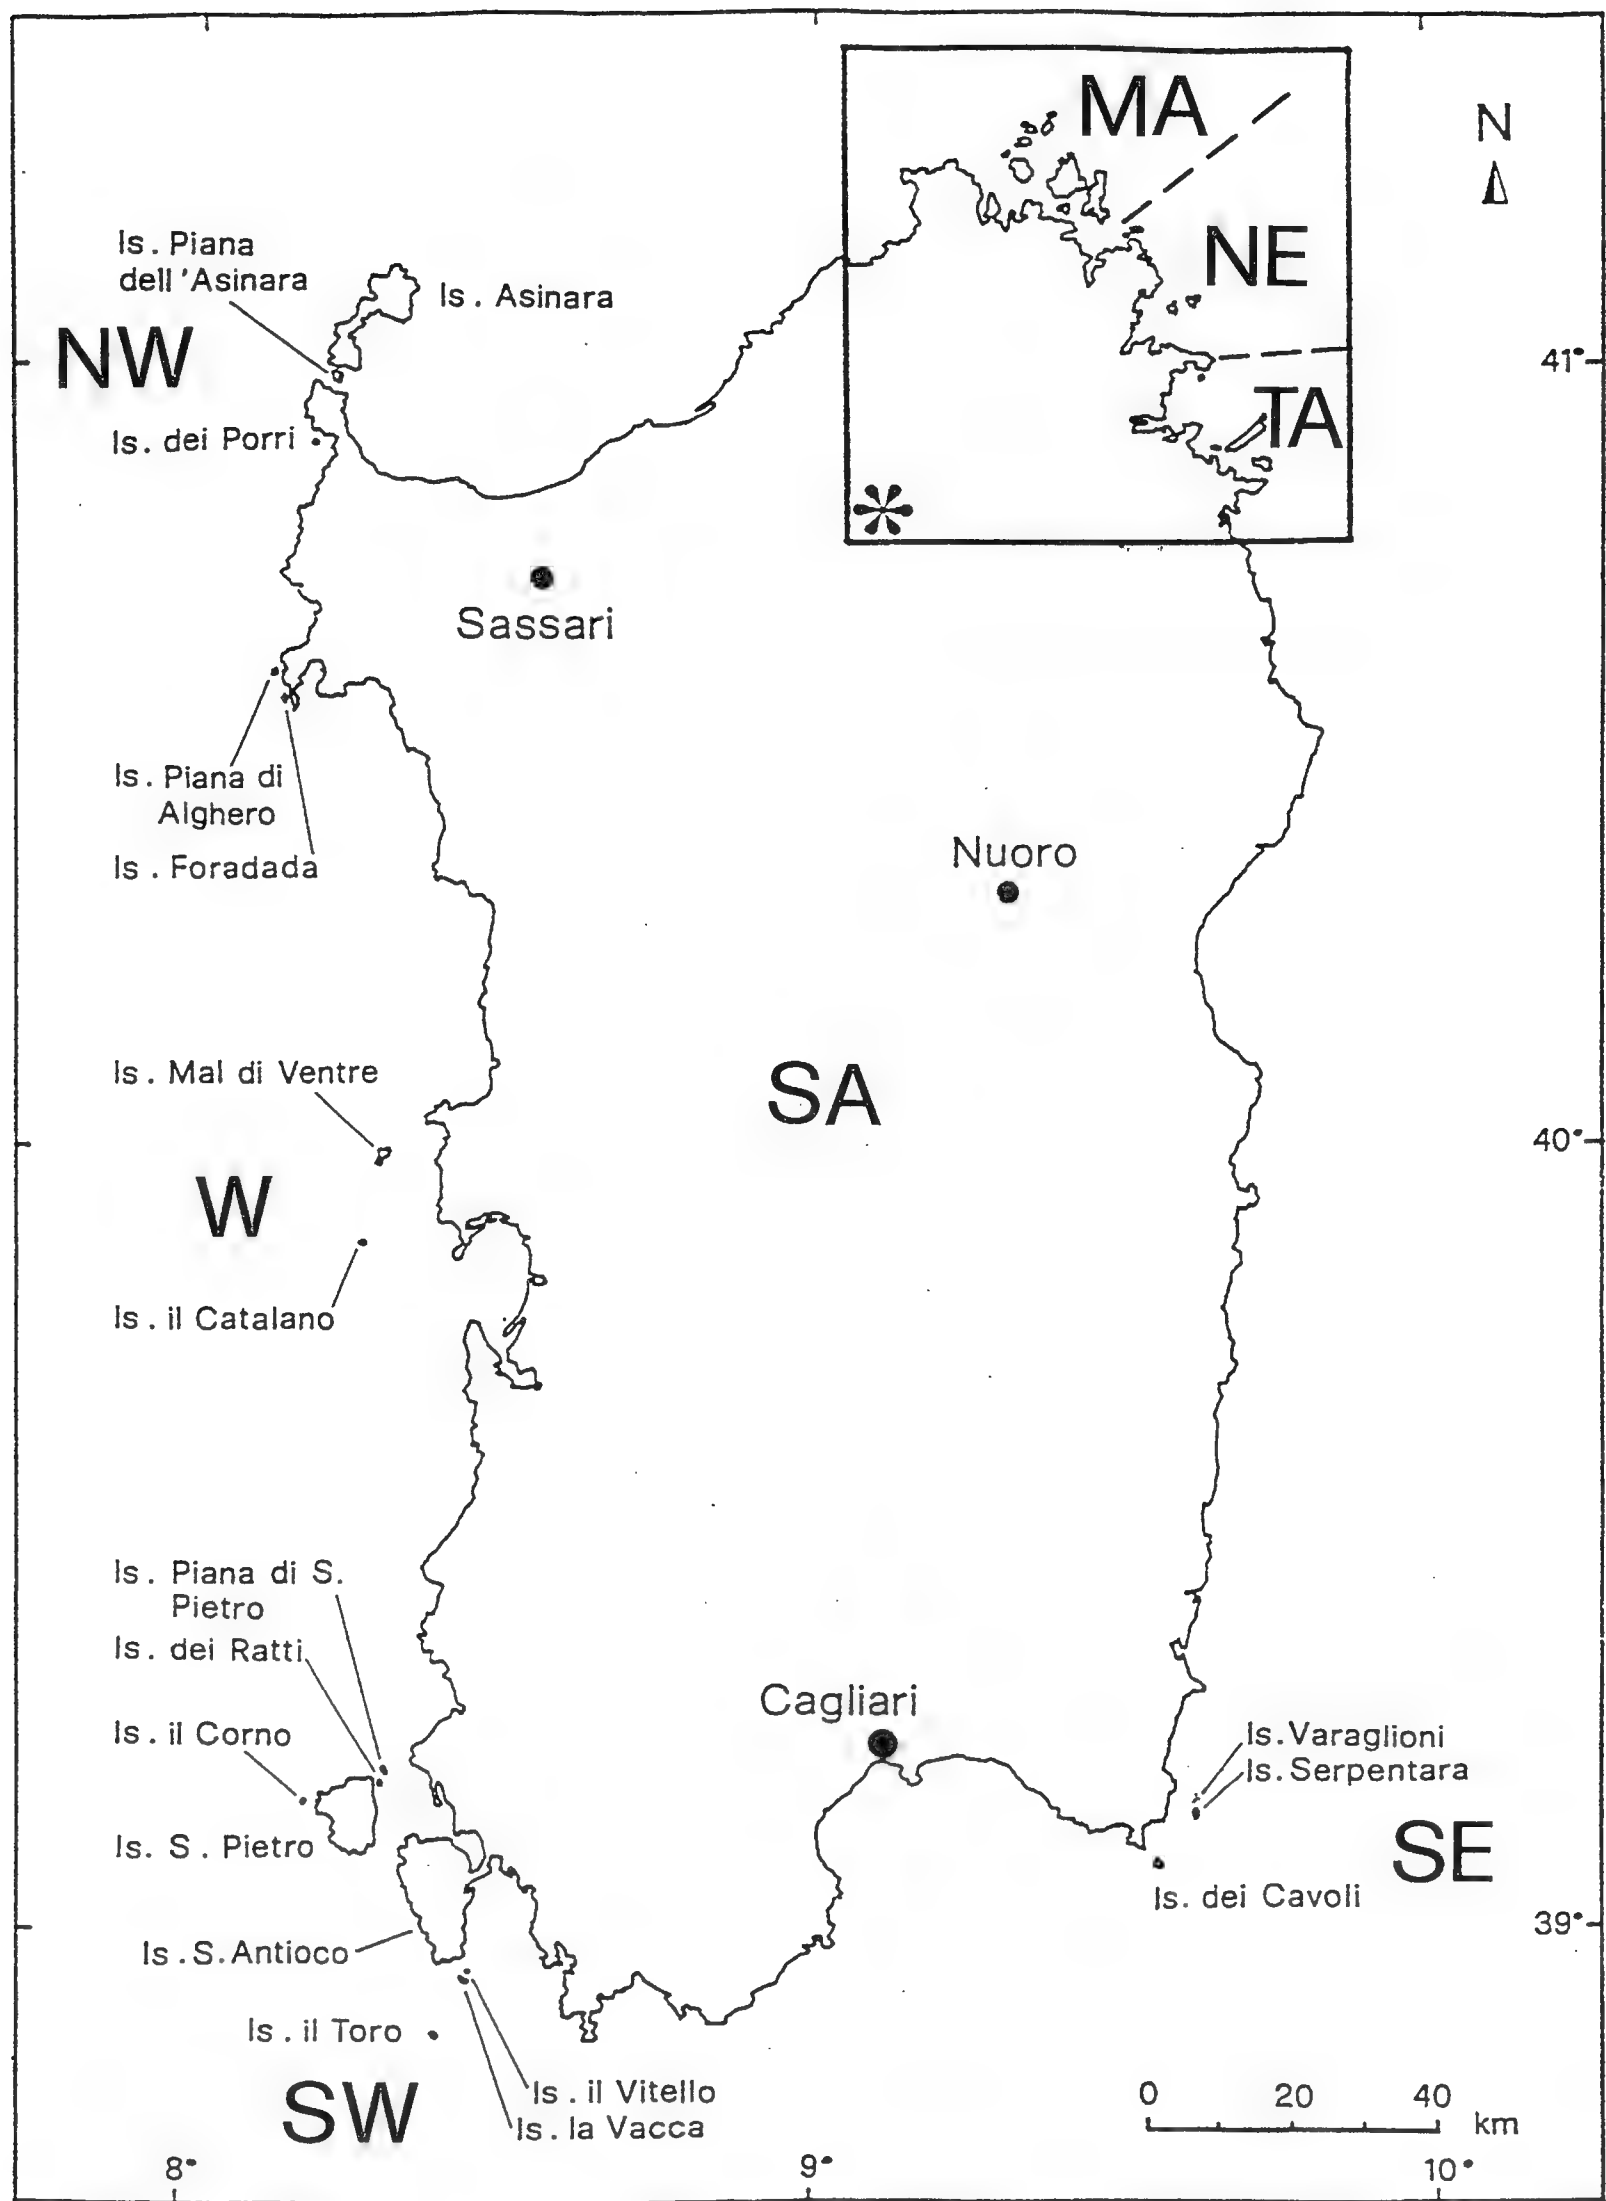 MA
N
NE
Is. Piana
dell'Asinara
Is. Asinara
NW
41°
TA
Is. dei Porri
*
Sassari
Is. Piana di
Alghero
Nuoro
Is. Foradada
Is. Mal di Ventre
SA
40°
W
Is. il Catalano
Is. Piana di S.
Pietro
Is. dei Ratti
Cagliari
Is. il Corno
Is. Varaglioni
Is. Serpentara
Is. S. Pietro
SE
Is. dei Cavoli
39°
Is. S. Antioco
Is. il Toro
Is. il Vitello
SW
Is. la Vacca
0 20 40
km
8° 9° 10°